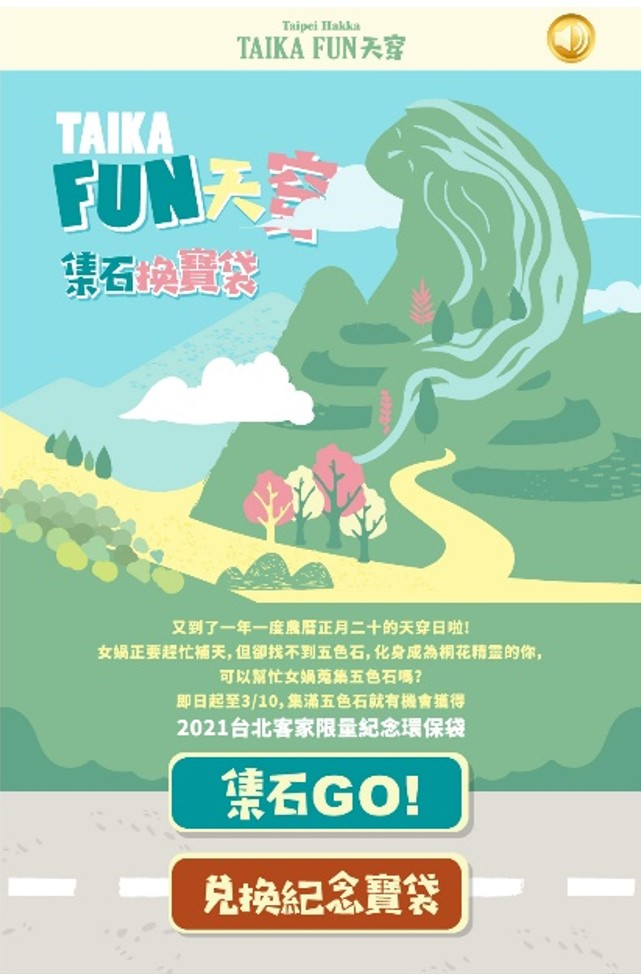 Taipei Hakka
TAIKA FUN天穿
TAIKA
FUN天穿
集石換寶袋
又到了一年一度農曆正月二十的天穿日啦!
女媧正要趕忙補天,但卻找不到五色石,化身成為桐花精靈的你,
可以幫忙女媧蒐集五色石嗎?
即日起至3/10,集滿五色石就有機會獲得
2021台北客家限量紀念環保袋
集石GO!
兌換紀念寶袋